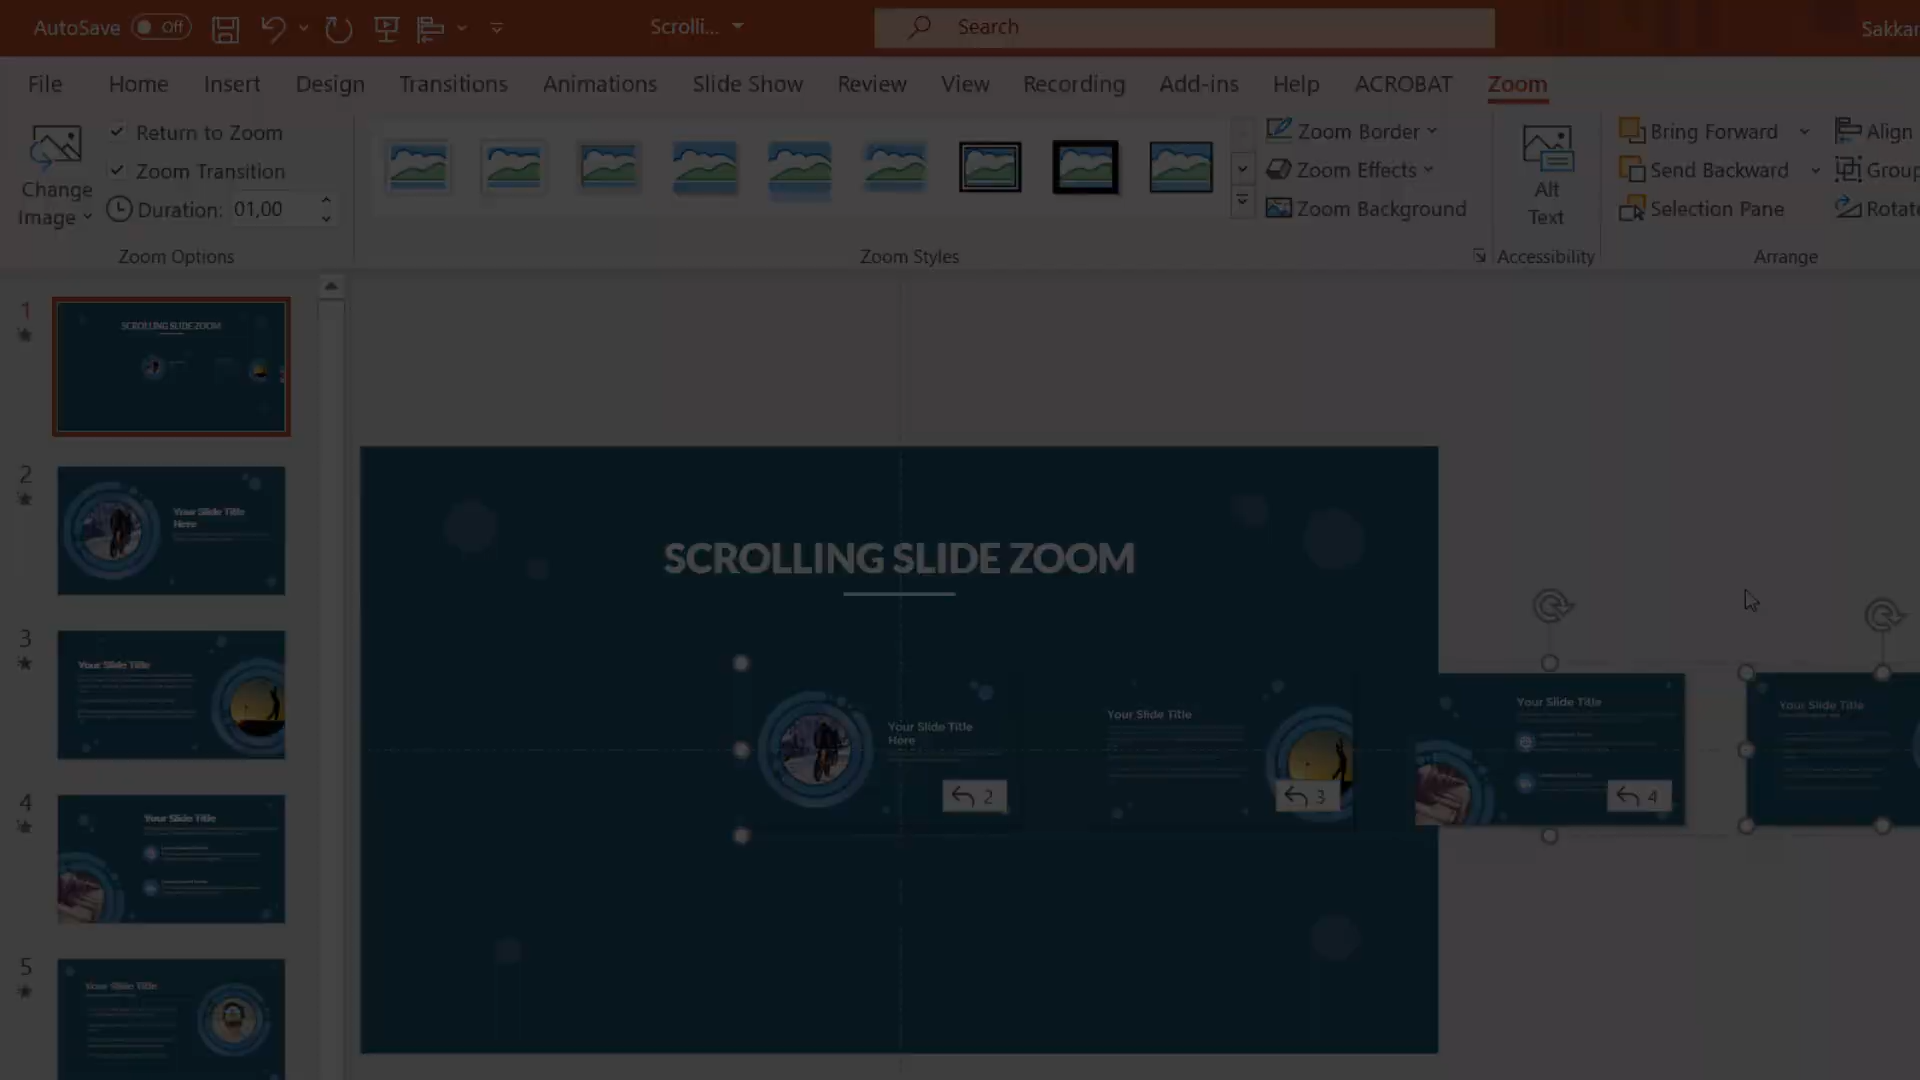 AutoSave Off Scrolli... Search Sakkar
File Home Insert Design Transitions Animations Slide Show Review View Recording Add-ins Help ACROBAT Zoom
Change
Image
Return to Zoom
Zoom Transition
Duration: 01,00
Zoom Options
Zoom Styles
Zoom Border
Zoom Effects
Zoom Background
Alt
Text
Accessibility
Bring Forward
Send Backward
Selection Pane
Align
Group
Rotate
Arrange
1
SCROLLING SLIDE ZOOM
2
Your Slide Title
Here
3
Your Slide Title
4
Your Slide Title
5
Your Slide Title
SCROLLING SLIDE ZOOM
Your Slide Title
Here
2
Your Slide Title
3
Your Slide Title
4
Your Slide Title